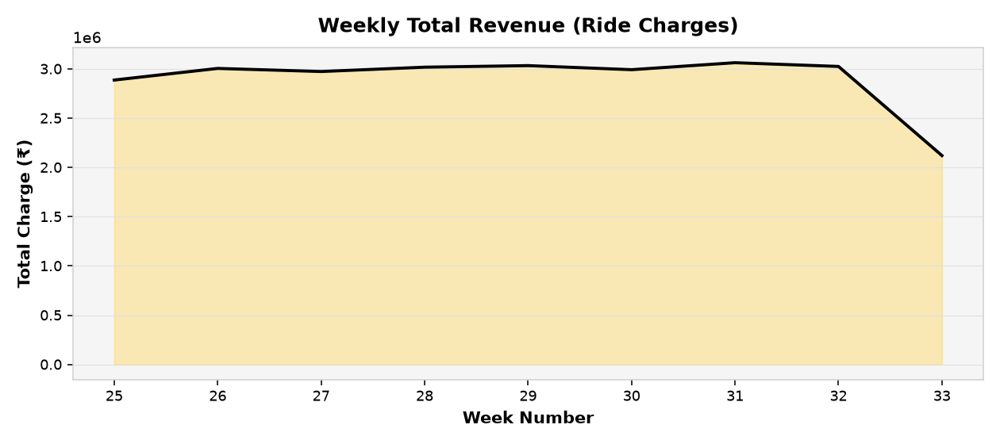 Weekly Total Revenue (Ride Charges)
1e6
3.0
2.5
2.0
1.5
1.0
0.5
0.0
Total Charge (₹)
25 26 27 28 29 30 31 32 33
Week Number